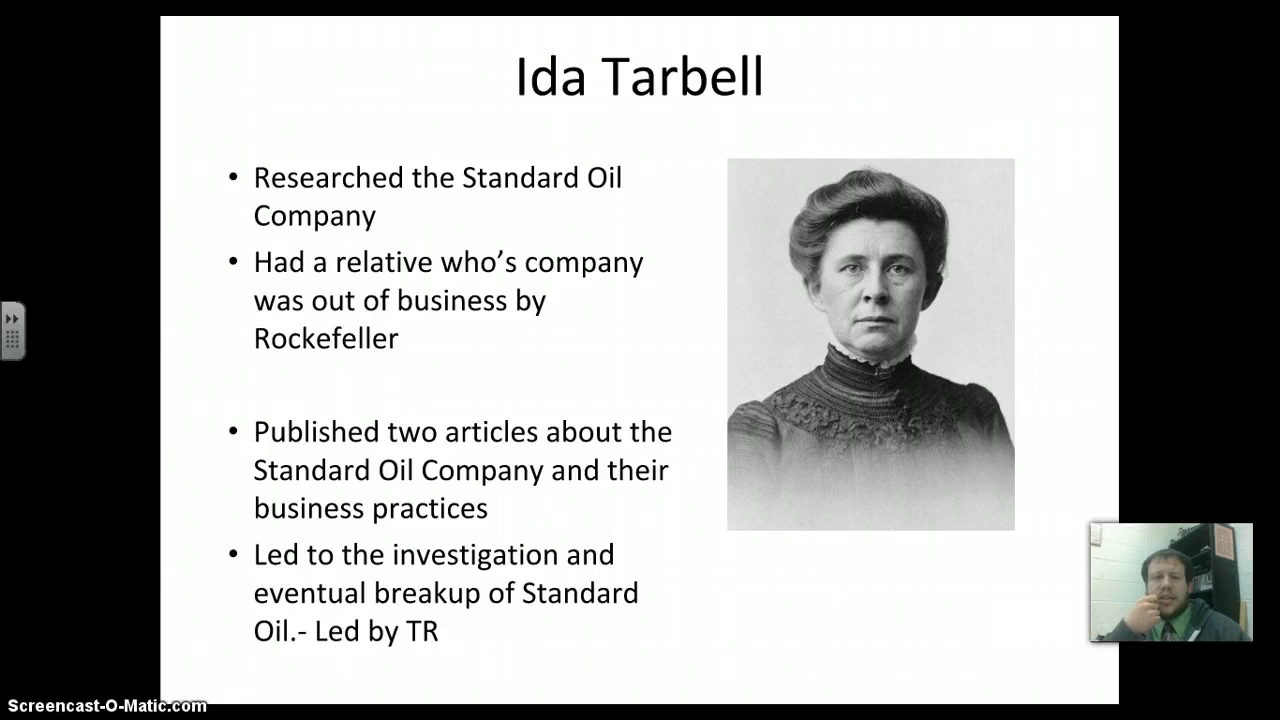 Ida Tarbell
• Researched the Standard Oil
Company
• Had a relative who’s company
was out of business by
Rockefeller
• Published two articles about the
Standard Oil Company and their
business practices
• Led to the investigation and
eventual breakup of Standard
Oil.- Led by TR
Screencast-O-Matic.com